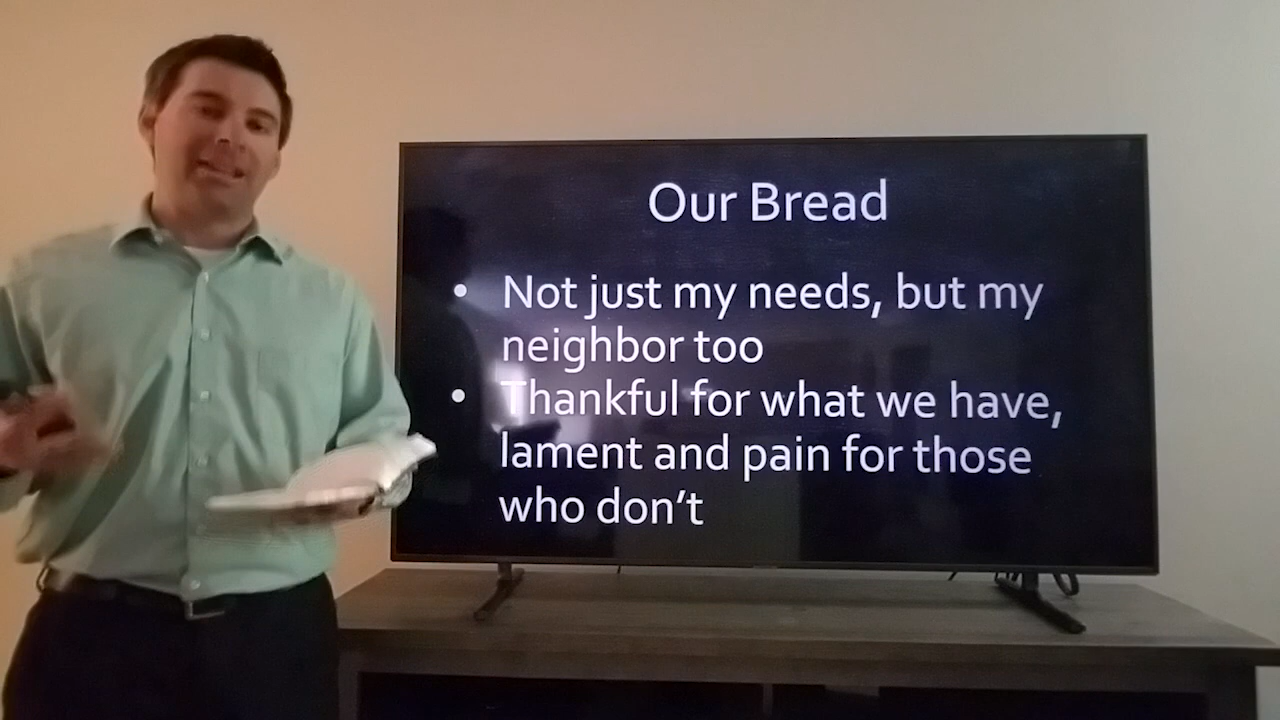 Our Bread
• Not just my needs, but my
neighbor too
• Thankful for what we have,
lament and pain for those
who don’t